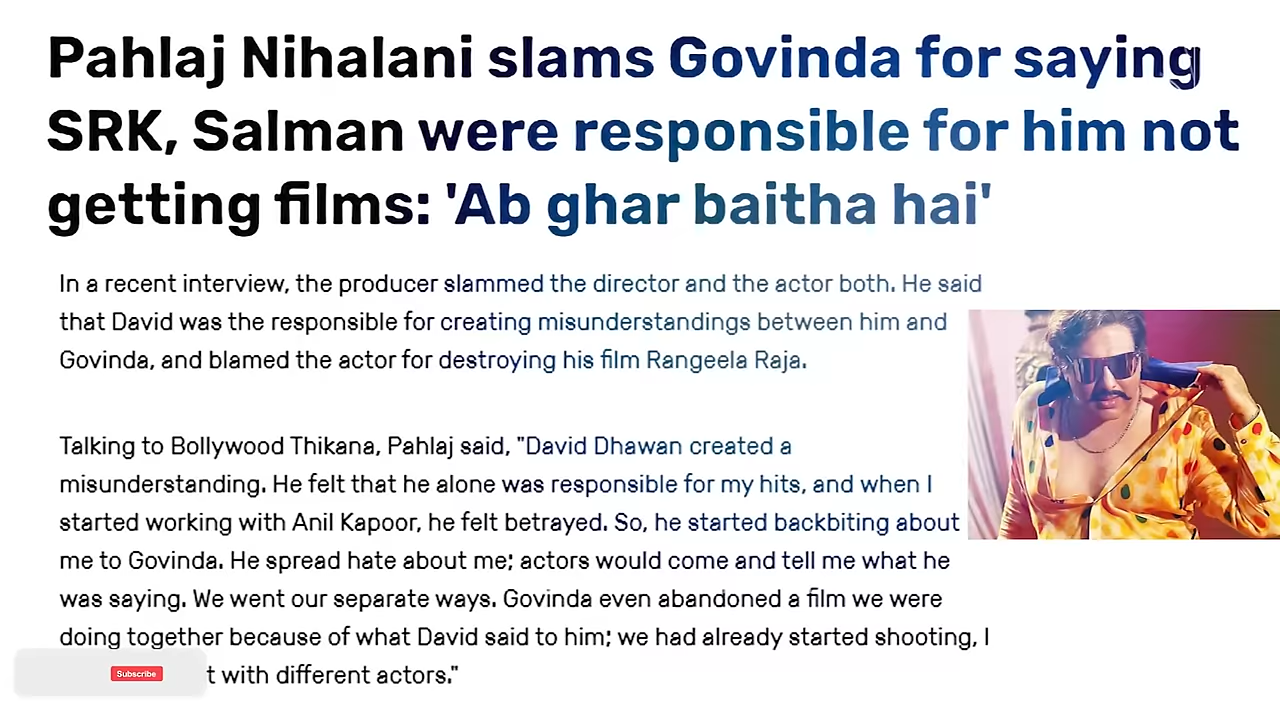 Pahlaj Nihalani slams Govinda for saying
SRK, Salman were responsible for him not
getting films: 'Ab ghar baitha hai'
In a recent interview, the producer slammed the director and the actor both. He said
that David was the responsible for creating misunderstandings between him and
Govinda, and blamed the actor for destroying his film Rangeela Raja.
Talking to Bollywood Thikana, Pahlaj said, "David Dhawan created a
misunderstanding. He felt that he alone was responsible for my hits, and when I
started working with Anil Kapoor, he felt betrayed. So, he started backbiting about
me to Govinda. He spread hate about me; actors would come and tell me what he
was saying. We went our separate ways. Govinda even abandoned a film we were
doing together because of what David said to him; we had already started shooting, I
with different actors."
Subscribe